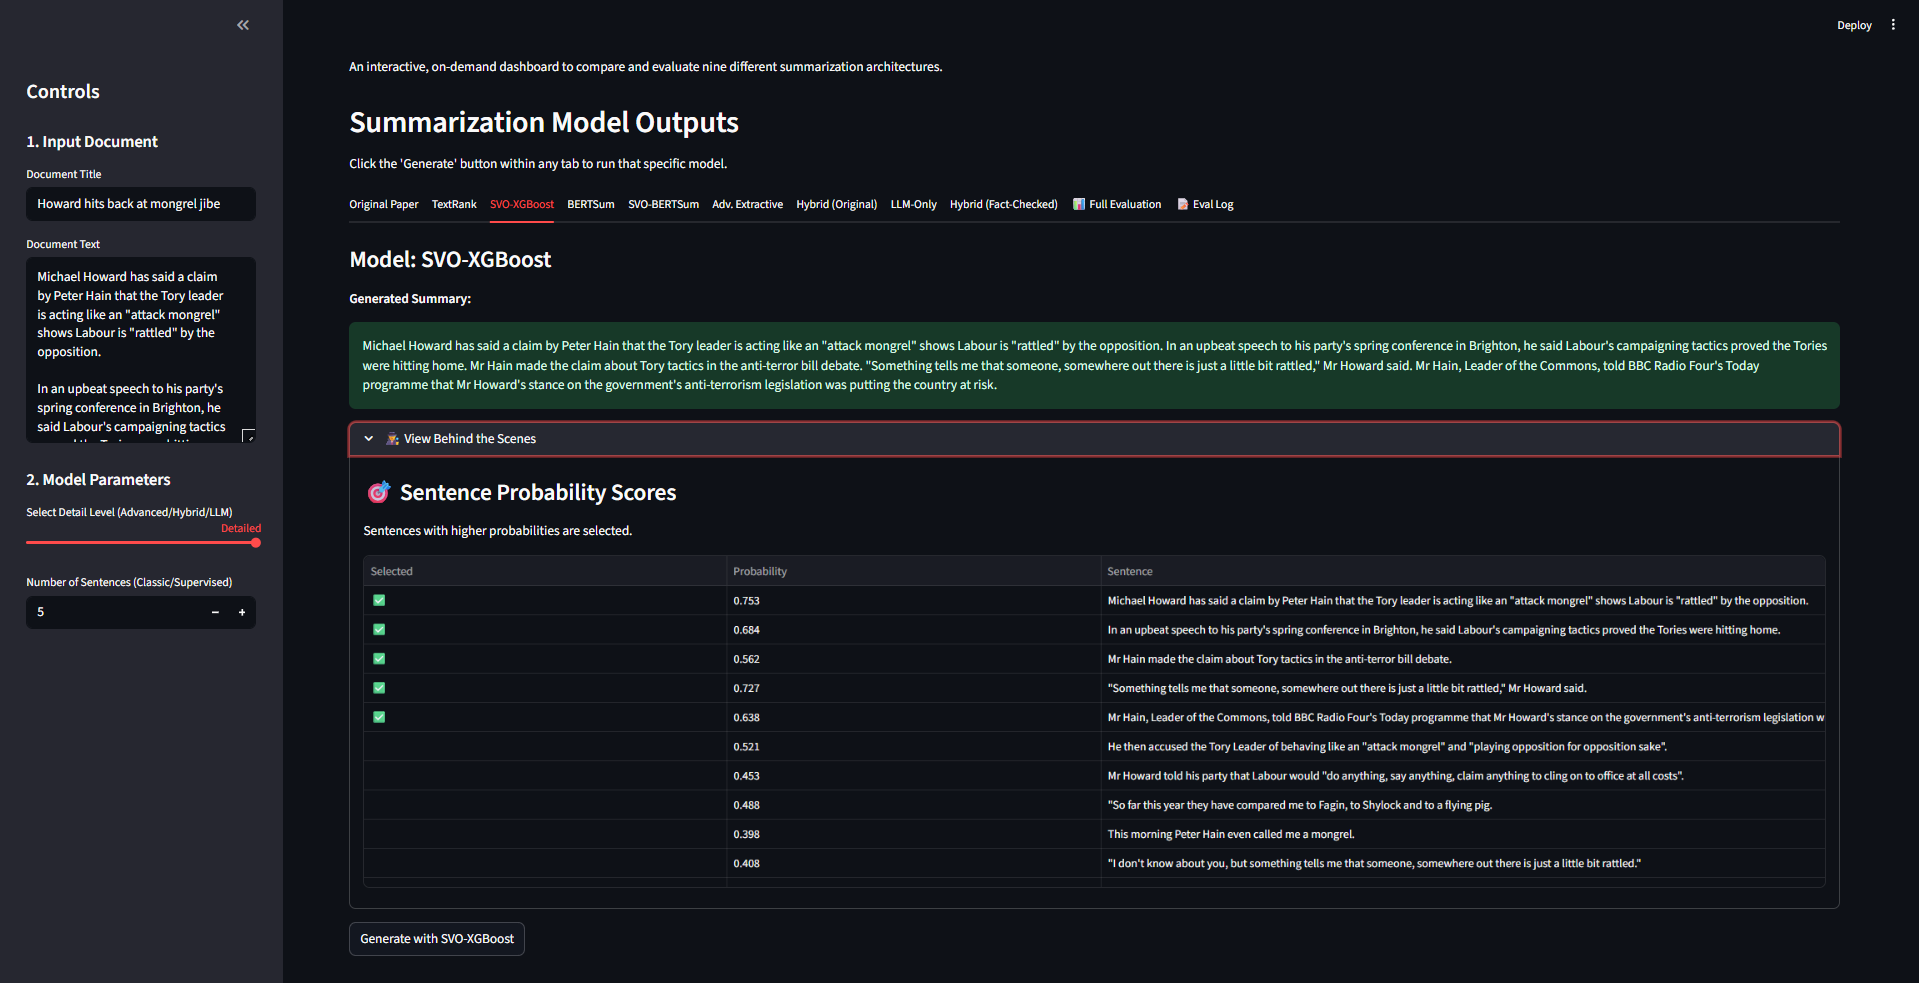 Deploy
Controls
1. Input Document
Document Title
Howard hits back at mongrel jibe
Document Text
Michael Howard has said a claim
by Peter Hain that the Tory leader
is acting like an "attack mongrel"
shows Labour is "rattled" by the
opposition.
In an upbeat speech to his party's
spring conference in Brighton, he
said Labour's campaigning tactics
2. Model Parameters
Select Detail Level (Advanced/Hybrid/LLM)
Detailed
Number of Sentences (Classic/Supervised)
5
An interactive, on-demand dashboard to compare and evaluate nine different summarization architectures.
Summarization Model Outputs
Click the 'Generate' button within any tab to run that specific model.
Original Paper TextRank SVO-XGBoost BERTSum SVO-BERTSum Adv. Extractive Hybrid (Original) LLM-Only Hybrid (Fact-Checked) Full Evaluation Eval Log
Model: SVO-XGBoost
Generated Summary:
Michael Howard has said a claim by Peter Hain that the Tory leader is acting like an "attack mongrel" shows Labour is "rattled" by the opposition. In an upbeat speech to his party's spring conference in Brighton, he said Labour's campaigning tactics proved the Tories
were hitting home. Mr Hain made the claim about Tory tactics in the anti-terror bill debate. "Something tells me that someone, somewhere out there is just a little bit rattled," Mr Howard said. Mr Hain, Leader of the Commons, told BBC Radio Four's Today
programme that Mr Howard's stance on the government's anti-terrorism legislation was putting the country at risk.
View Behind the Scenes
Sentence Probability Scores
Sentences with higher probabilities are selected.
Selected Probability Sentence
0.753 Michael Howard has said a claim by Peter Hain that the Tory leader is acting like an "attack mongrel" shows Labour is "rattled" by the opposition.
0.684 In an upbeat speech to his party's spring conference in Brighton, he said Labour's campaigning tactics proved the Tories were hitting home.
0.562 Mr Hain made the claim about Tory tactics in the anti-terror bill debate.
0.727 "Something tells me that someone, somewhere out there is just a little bit rattled," Mr Howard said.
0.638 Mr Hain, Leader of the Commons, told BBC Radio Four's Today programme that Mr Howard's stance on the government's anti-terrorism legislation w
0.521 He then accused the Tory Leader of behaving like an "attack mongrel" and "playing opposition for opposition sake".
0.453 Mr Howard told his party that Labour would "do anything, say anything, claim anything to cling on to office at all costs".
0.488 "So far this year they have compared me to Fagin, to Shylock and to a flying pig.
0.398 This morning Peter Hain even called me a mongrel.
0.408 "I don't know about you, but something tells me that someone, somewhere out there is just a little bit rattled."
Generate with SVO-XGBoost